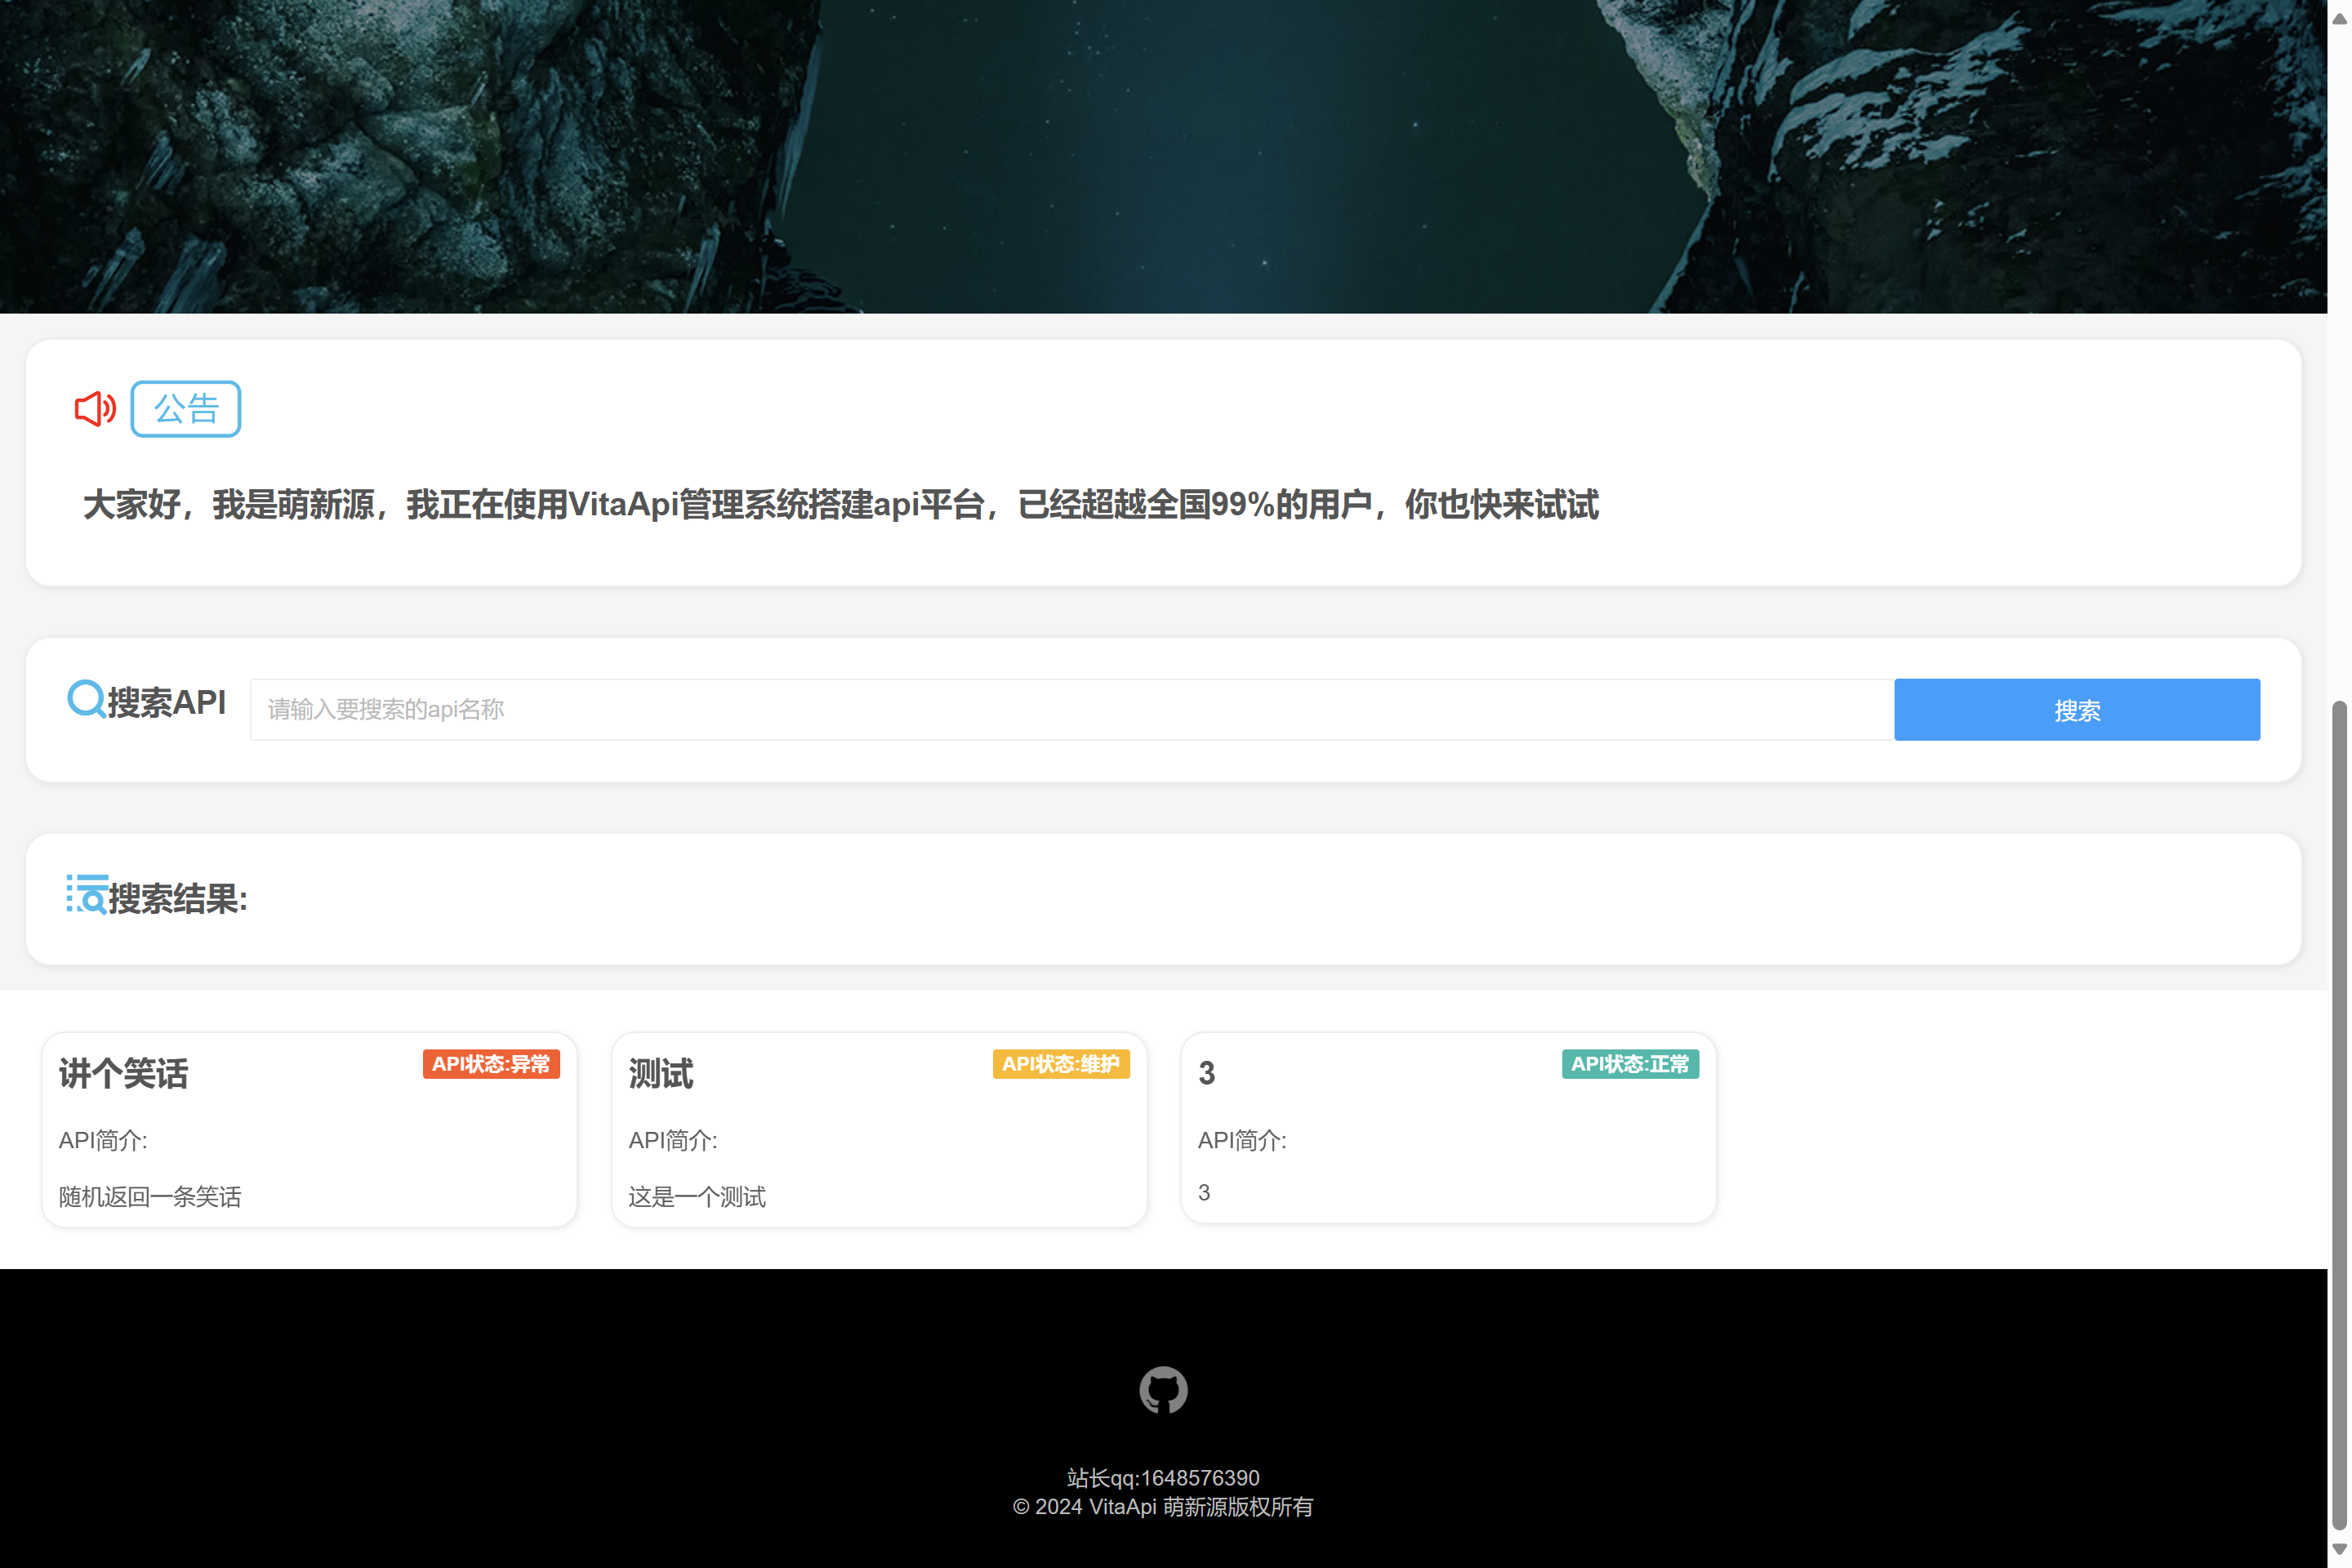 公告
大家好，我是萌新源，我正在使用VitaApi管理系统搭建api平台，已经超越全国99%的用户，你也快来试试
搜索API
请输入要搜索的api名称
搜索
搜索结果:
讲个笑话
API状态:异常
API简介:
随机返回一条笑话
测试
API状态:维护
API简介:
这是一个测试
3
API状态:正常
API简介:
3
站长qq:1648576390
© 2024 VitaApi 萌新源版权所有